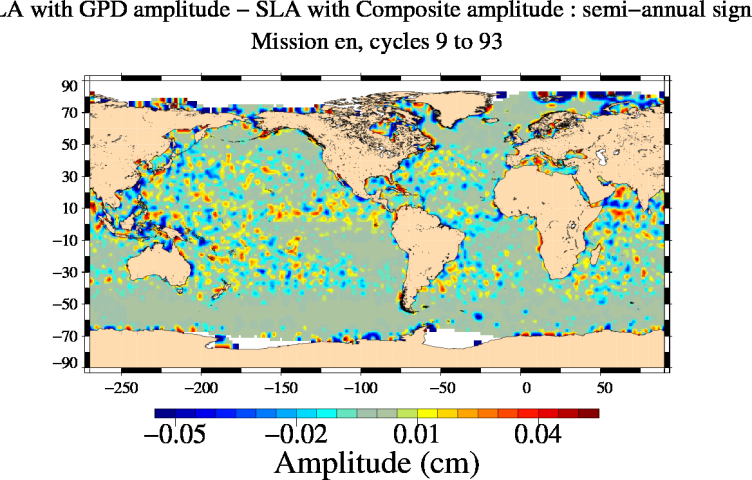 LA with GPD amplitude − SLA with Composite amplitude : semi−annual sign
Mission en, cycles 9 to 93
90
70
50
30
10
−10
−30
−50
−70
−90
−250 −200 −150 −100 −50 0 50
−0.05 −0.02 0.01 0.04
Amplitude (cm)